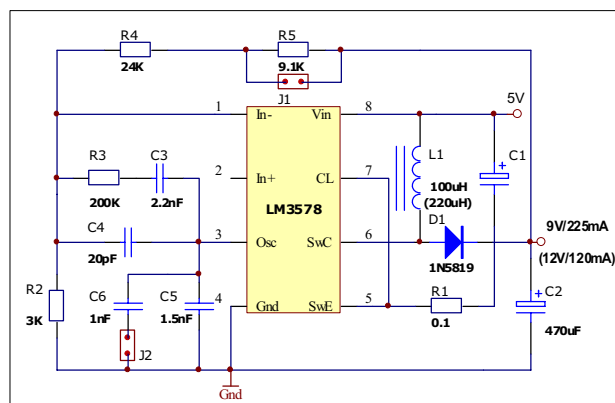 R4
24K
R5
9.1K
J1
1
In-
Vin
8
5V
R3
200K
C3
2.2nF
2
In+
CL
7
L1
100uH
(220uH)
C1
+
LM3578
C4
20pF
3
Osc
SwC
6
D1
1N5819
9V/225mA
(12V/120mA)
R2
3K
C6
1nF
C5
1.5nF
4
Gnd
SwE
5
R1
0.1
C2
+
470uF
J2
Gnd